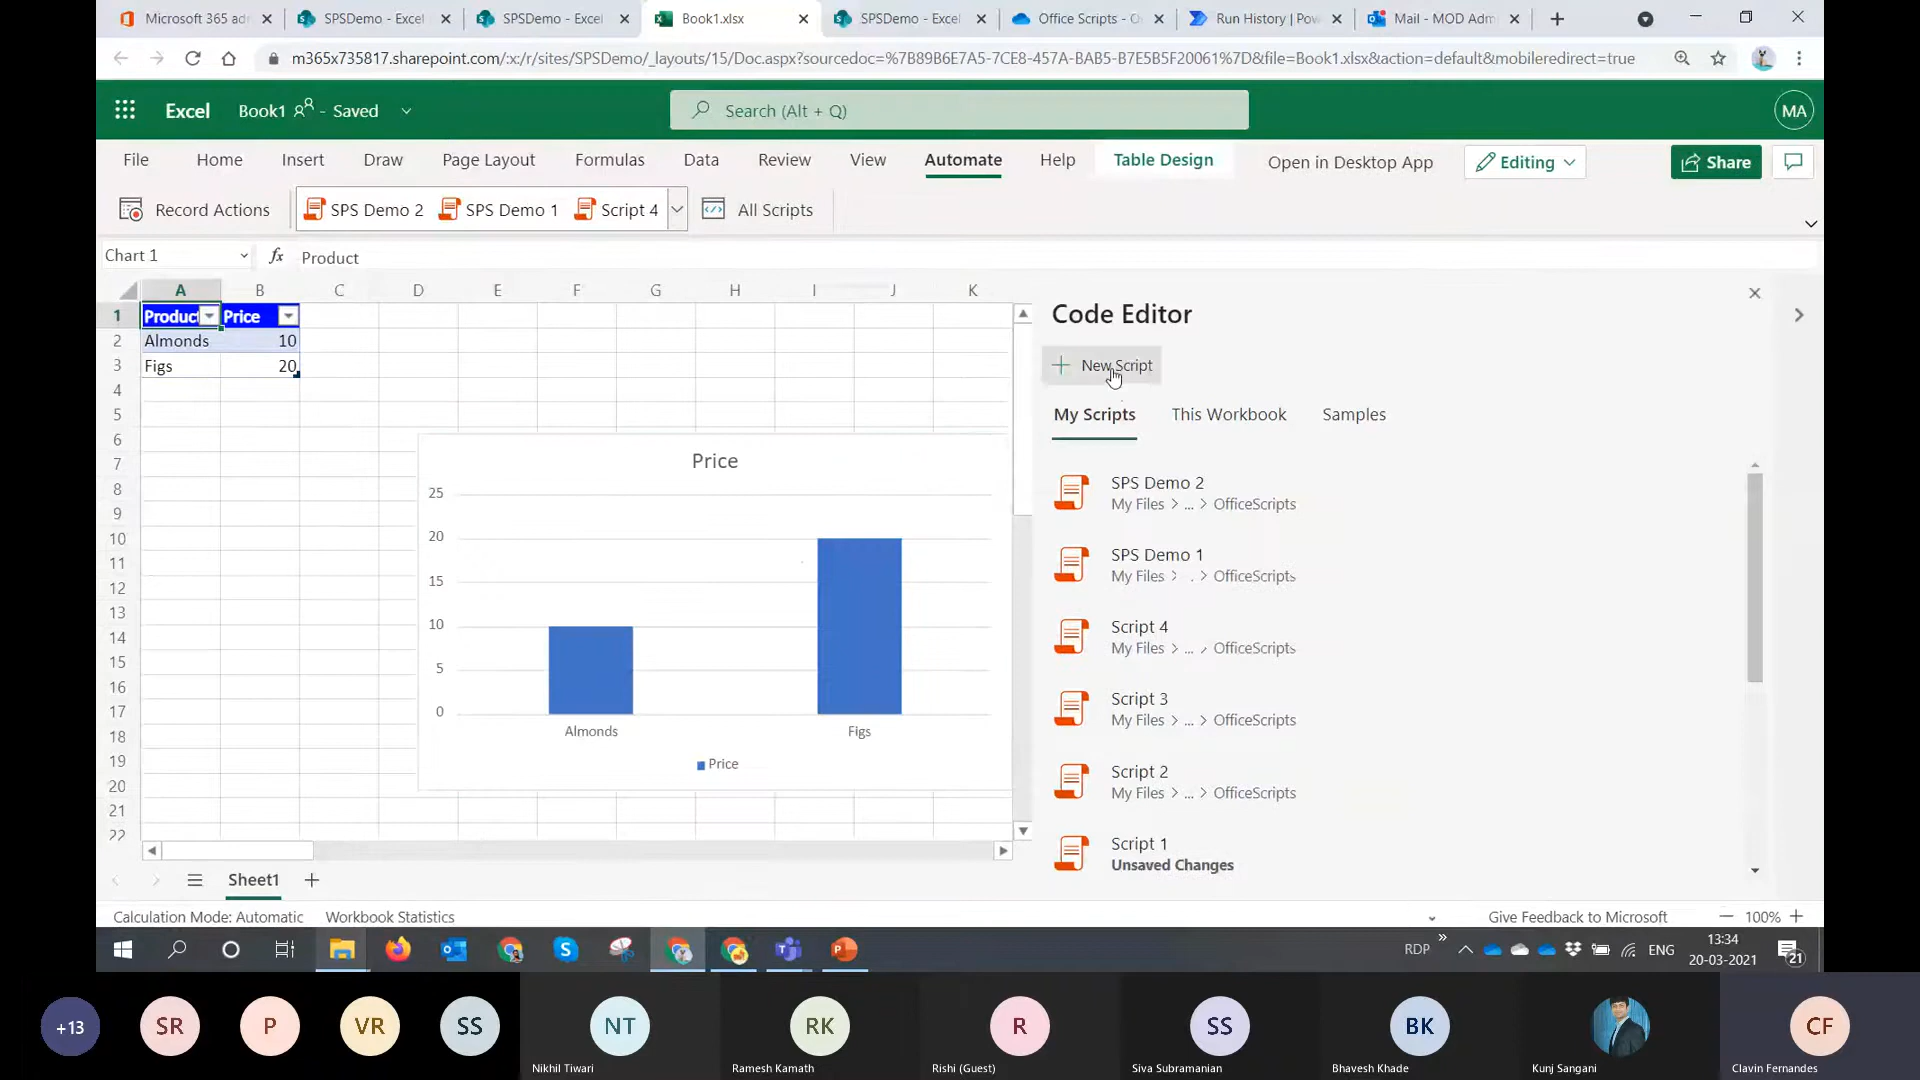 Microsoft 365 ad
SPSDemo - Excel
SPSDemo - Excel
Book1.xlsx
SPSDemo - Excel
Office Scripts - O
Run History | Pow
Mail - MOD Adm
m365x735817.sharepoint.com/:x:/r/sites/SPSDemo/_layouts/15/Doc.aspx?sourcedoc=%7B89B6E7A5-7CE8-457A-BAB5-B7E5B5F20061%7D&file=Book1.xlsx&action=default&mobileredirect=true
Excel
Book1 - Saved
Search (Alt + Q)
MA
File Home Insert Draw Page Layout Formulas Data Review View Automate Help Table Design Open in Desktop App Editing Share
Record Actions
SPS Demo 2
SPS Demo 1
Script 4
All Scripts
Chart 1
fx
Product
A B C D E F G H I J K
1 Product Price
2 Almonds 10
3 Figs 20
4
5
6
7
8
9
10
11
12
13
14
15
16
17
18
19
20
21
22
Price
25
20
15
10
5
0
Almonds
Figs
Price
Code Editor
New Script
My Scripts
This Workbook
Samples
SPS Demo 2
My Files > ... > OfficeScripts
SPS Demo 1
My Files > . > OfficeScripts
Script 4
My Files > ... > OfficeScripts
Script 3
My Files > ... > OfficeScripts
Script 2
My Files > ... > OfficeScripts
Script 1
Unsaved Changes
Sheet1
Calculation Mode: Automatic
Workbook Statistics
Give Feedback to Microsoft
100%
RDP
ENG
13:34
20-03-2021
21
+13
SR
P
VR
SS
NT
Nikhil Tiwari
RK
Ramesh Kamath
R
Rishi (Guest)
SS
Siva Subramanian
BK
Bhavesh Khade
Kunj Sangani
CF
Clavin Fernandes